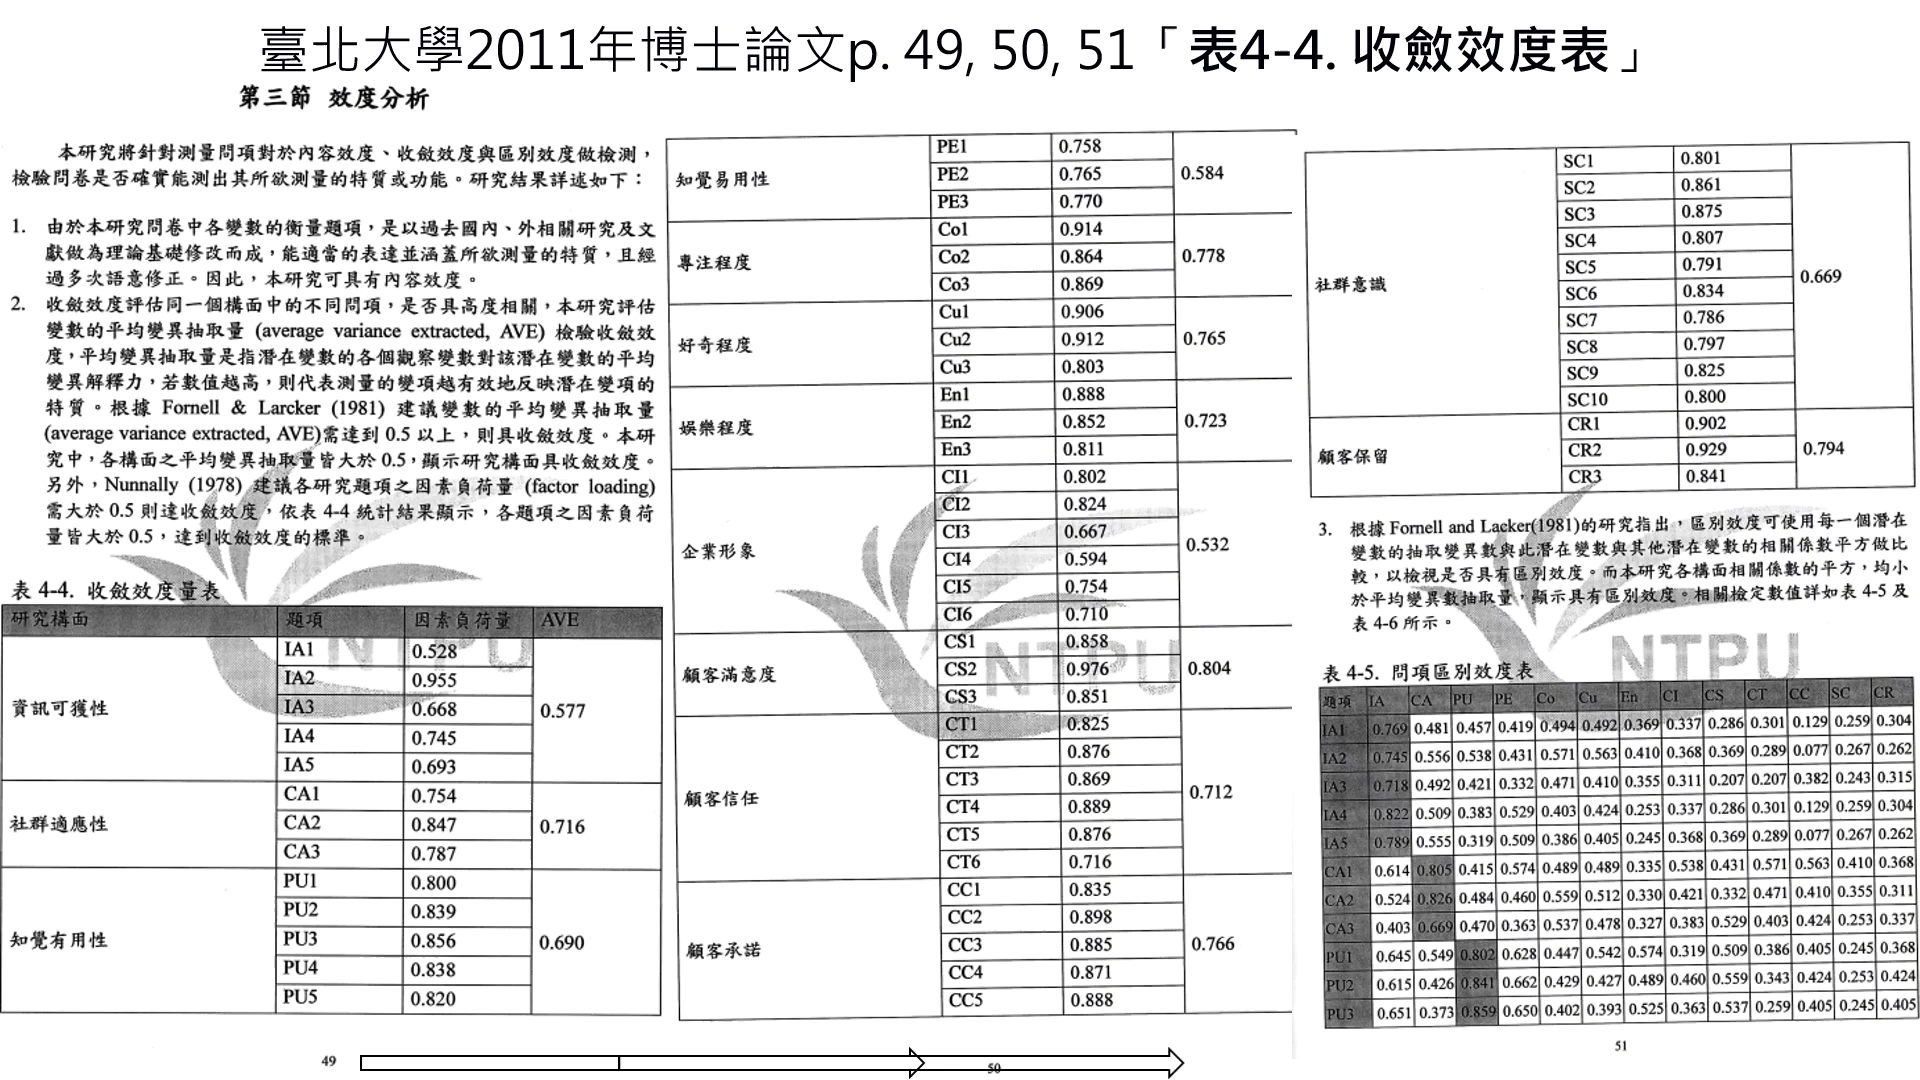 臺北大學2011年博士論文p. 49, 50, 51「表4-4. 收斂效度表」
第三節 效度分析
本研究將針對測量問項對於內容效度、收斂效度與區別效度做檢測，
檢驗問卷是否確實能測出其所欲測量的特質或功能。研究結果詳述如下：
1. 由於本研究問卷中各變數的衡量題項，是以過去國內、外相關研究及文
獻做為理論基礎修改而成，能適當的表達並涵蓋所欲測量的特質，且經
過多次語意修正。因此，本研究可具有內容效度。
2. 收斂效度評估同一個構面中的不同問項，是否具高度相關，本研究評估
變數的平均變異抽取量 (average variance extracted, AVE) 檢驗收斂效
度，平均變異抽取量是指潛在變數的各個觀察變數對該潛在變數的平均
變異解釋力，若數值越高，則代表測量的變項越有效地反映潛在變項的
特質。根據 Fornell & Larcker (1981) 建議變數的平均變異抽取量
(average variance extracted, AVE)需達到 0.5 以上，則具收斂效度。本研
究中，各構面之平均變異抽取量皆大於 0.5，顯示研究構面具收斂效度。
另外，Nunnally (1978) 建議各研究題項之因素負荷量 (factor loading)
需大於 0.5 則達收斂效度，依表 4-4 統計結果顯示，各題項之因素負荷
量皆大於 0.5，達到收斂效度的標準。
表 4-4. 收斂效度量表
研究構面 題項 因素負荷量 AVE
資訊可獲性 0.577
IA1 0.528
IA2 0.955
IA3 0.668
IA4 0.745
IA5 0.693
社群適應性 0.716
CA1 0.754
CA2 0.847
CA3 0.787
知覺有用性 0.690
PU1 0.800
PU2 0.839
PU3 0.856
PU4 0.838
PU5 0.820
49
知覺易用性 0.584
PE1 0.758
PE2 0.765
PE3 0.770
專注程度 0.778
Co1 0.914
Co2 0.864
Co3 0.869
好奇程度 0.765
Cu1 0.906
Cu2 0.912
Cu3 0.803
娛樂程度 0.723
En1 0.888
En2 0.852
En3 0.811
企業形象 0.532
CI1 0.802
CI2 0.824
CI3 0.667
CI4 0.594
CI5 0.754
CI6 0.710
顧客滿意度 0.804
CS1 0.858
CS2 0.976
CS3 0.851
顧客信任 0.712
CT1 0.825
CT2 0.876
CT3 0.869
CT4 0.889
CT5 0.876
CT6 0.716
顧客承諾 0.766
CC1 0.835
CC2 0.898
CC3 0.885
CC4 0.871
CC5 0.888
50
社群意識 0.669
SC1 0.801
SC2 0.861
SC3 0.875
SC4 0.807
SC5 0.791
SC6 0.834
SC7 0.786
SC8 0.797
SC9 0.825
SC10 0.800
顧客保留 0.794
CR1 0.902
CR2 0.929
CR3 0.841
3. 根據 Fornell and Lacker(1981)的研究指出，區別效度可使用每一個潛在
變數的抽取變異數與此潛在變數與其他潛在變數的相關係數平方做比
較，以檢視是否具有區別效度。而本研究各構面相關係數的平方，均小
於平均變異數抽取量，顯示具有區別效度。相關檢定數值詳如表 4-5 及
表 4-6 所示。
表 4-5. 問項區別效度表
題項 IA CA PU PE Co Cu En CI CS CT CC SC CR
IA1 0.769 0.481 0.457 0.419 0.494 0.492 0.369 0.337 0.286 0.301 0.129 0.259 0.304
IA2 0.745 0.556 0.538 0.431 0.571 0.563 0.410 0.368 0.369 0.289 0.077 0.267 0.262
IA3 0.718 0.492 0.421 0.332 0.471 0.410 0.355 0.311 0.207 0.207 0.382 0.243 0.315
IA4 0.822 0.509 0.383 0.529 0.403 0.424 0.253 0.337 0.286 0.301 0.129 0.259 0.304
IA5 0.789 0.555 0.319 0.509 0.386 0.405 0.245 0.368 0.369 0.289 0.077 0.267 0.262
CA1 0.614 0.805 0.415 0.574 0.489 0.489 0.335 0.538 0.431 0.571 0.563 0.410 0.368
CA2 0.524 0.826 0.484 0.460 0.559 0.512 0.330 0.421 0.332 0.471 0.410 0.355 0.311
CA3 0.403 0.669 0.470 0.363 0.537 0.478 0.327 0.383 0.529 0.403 0.424 0.253 0.337
PU1 0.645 0.549 0.802 0.628 0.447 0.542 0.574 0.319 0.509 0.386 0.405 0.245 0.368
PU2 0.615 0.426 0.841 0.662 0.429 0.427 0.489 0.460 0.559 0.343 0.424 0.253 0.424
PU3 0.651 0.373 0.859 0.650 0.402 0.393 0.525 0.363 0.537 0.259 0.405 0.245 0.405
51
NTPU
NTPU
NTPU